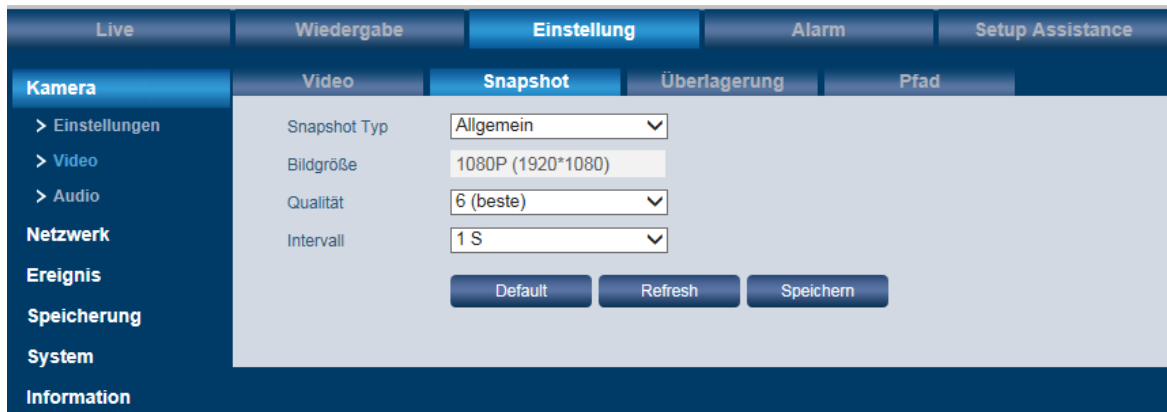 Live Wiedergabe Einstellung Alarm Setup Assistance
Kamera
> Einstellungen
> Video
> Audio
Netzwerk
Ereignis
Speicherung
System
Information
Video Snapshot Überlagerung Pfad
Snapshot Typ Allgemein
Bildgröße 1080P (1920*1080)
Qualität 6 (beste)
Intervall 1 S
Default Refresh Speichern